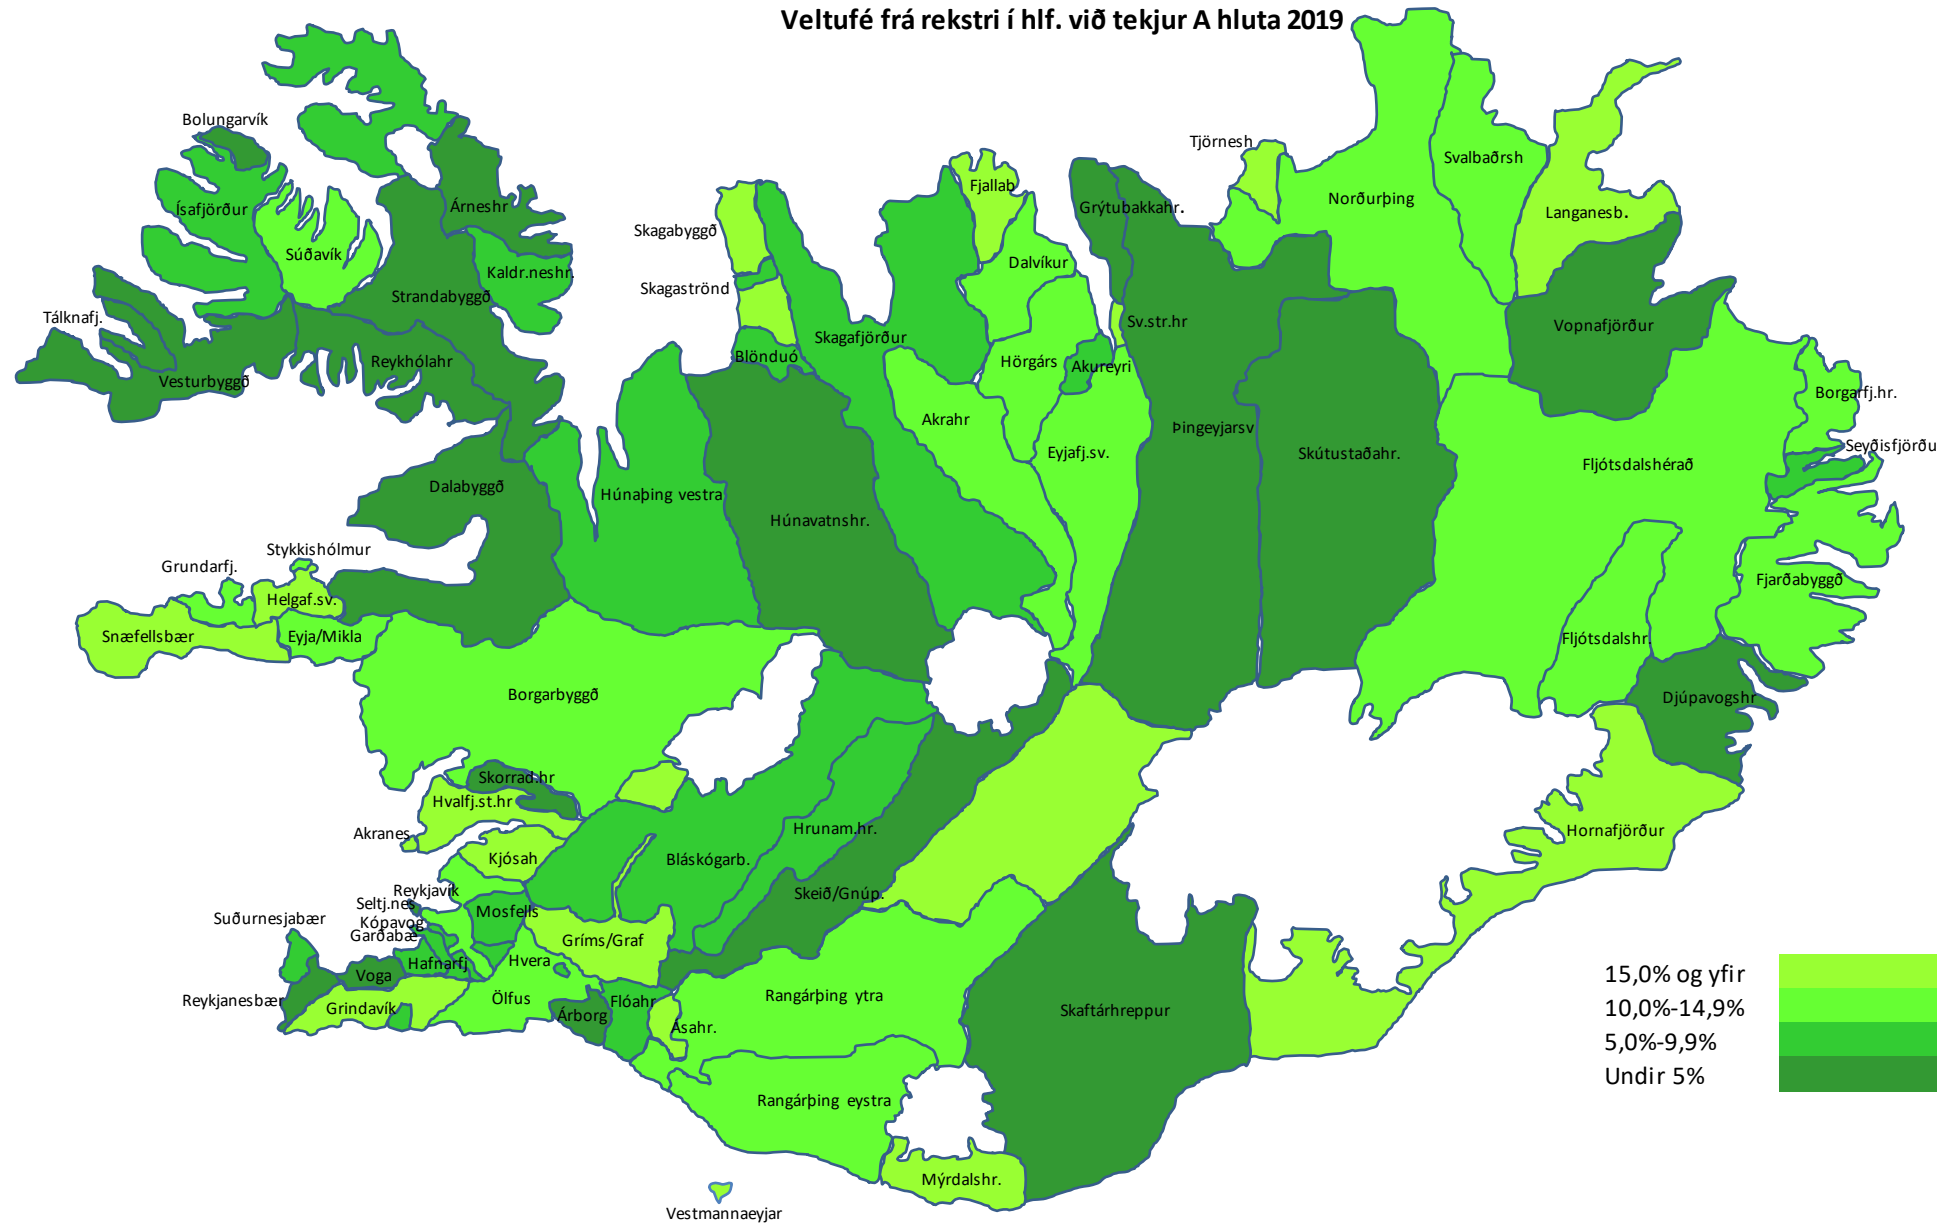 Veltufé frá rekstri í hlf. við tekjur A hluta 2019
Bolungarvík
Tjörnesh
Svalbaðrsh
Fjallab
Norðurþing
Ísafjörður
Árneshr
Grýtubakkahr.
Langanesb.
Skagabyggð
Súðavík
Dalvíkur
Kaldr.neshr.
Skagaströnd
Strandabyggð
Tálknafj.
Sv.str.hr
Vopnafjörður
Skagafjörður
Blönduó
Reykhólahr
Hörgárs
Akureyri
Vesturbyggð
Borgarfj.hr.
Akrahr
Þingeyjarsv
Seyðisfjörðu
Eyjafj.sv.
Skútustaðahr.
Fljótsdalshérað
Dalabyggð
Húnaþing vestra
Húnavatnshr.
Stykkishólmur
Grundarfj.
Fjarðabyggð
Helgaf.sv.
Snæfellsbær
Eyja/Mikla
Fljótsdalshr.
Borgarbyggð
Djúpavogshr
Skorrad.hr
Hvalfj.st.hr
Akranes
Hrunam.hr.
Hornafjörður
Kjósah
Bláskógarb.
Reykjavík
Skeið/Gnúp.
Seltj.nes
Mosfells
Suðurnesjabær
Kópavog
Garðabæ
Gríms/Graf
Hafnarfj
Hvera
Voga
15,0% og yfir
Reykjanesbær
Grindavík
Ölfus
Flóahr
Rangárþing ytra
10,0%-14,9%
Árborg
Ásahr.
Skaftárhreppur
5,0%-9,9%
Undir 5%
Rangárþing eystra
Mýrdalshr.
Vestmannaeyjar